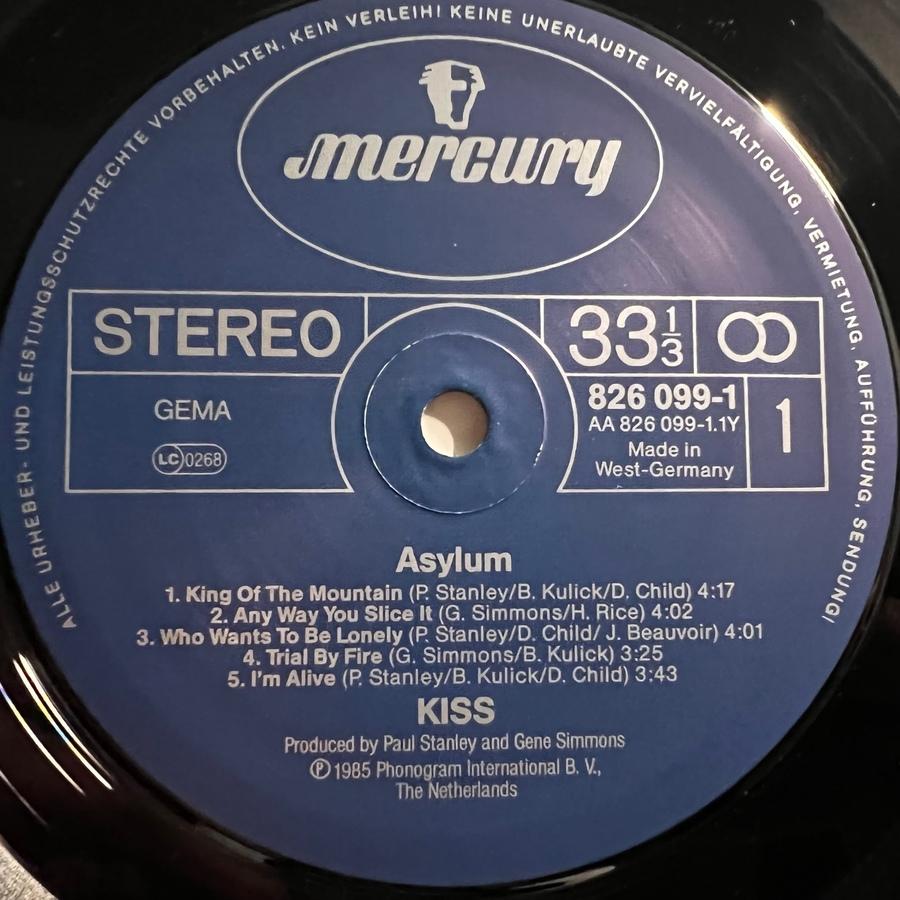 ALLE URHEBER- UND LEISTUNGSSCHUTZRECHTE VORBEHALTEN. KEIN VERLEIH! KEINE UNERLAUBTE VERVIELFÄLTIGUNG, VERMIETUNG, AUFFÜHRUNG, SENDUNG!
mercury
STEREO
33 1/3
GEMA
LC 0268
826 099-1
AA 826 099-1.1Y
Made in
West-Germany
1
Asylum
1. King Of The Mountain (P. Stanley/B. Kulick/D. Child) 4:17
2. Any Way You Slice It (G. Simmons/H. Rice) 4:02
3. Who Wants To Be Lonely (P. Stanley/D. Child/ J. Beauvoir) 4:01
4. Trial By Fire (G. Simmons/B. Kulick) 3:25
5. I'm Alive (P. Stanley/B. Kulick/D. Child) 3:43
KISS
Produced by Paul Stanley and Gene Simmons
Ⓟ 1985 Phonogram International B. V.,
The Netherlands